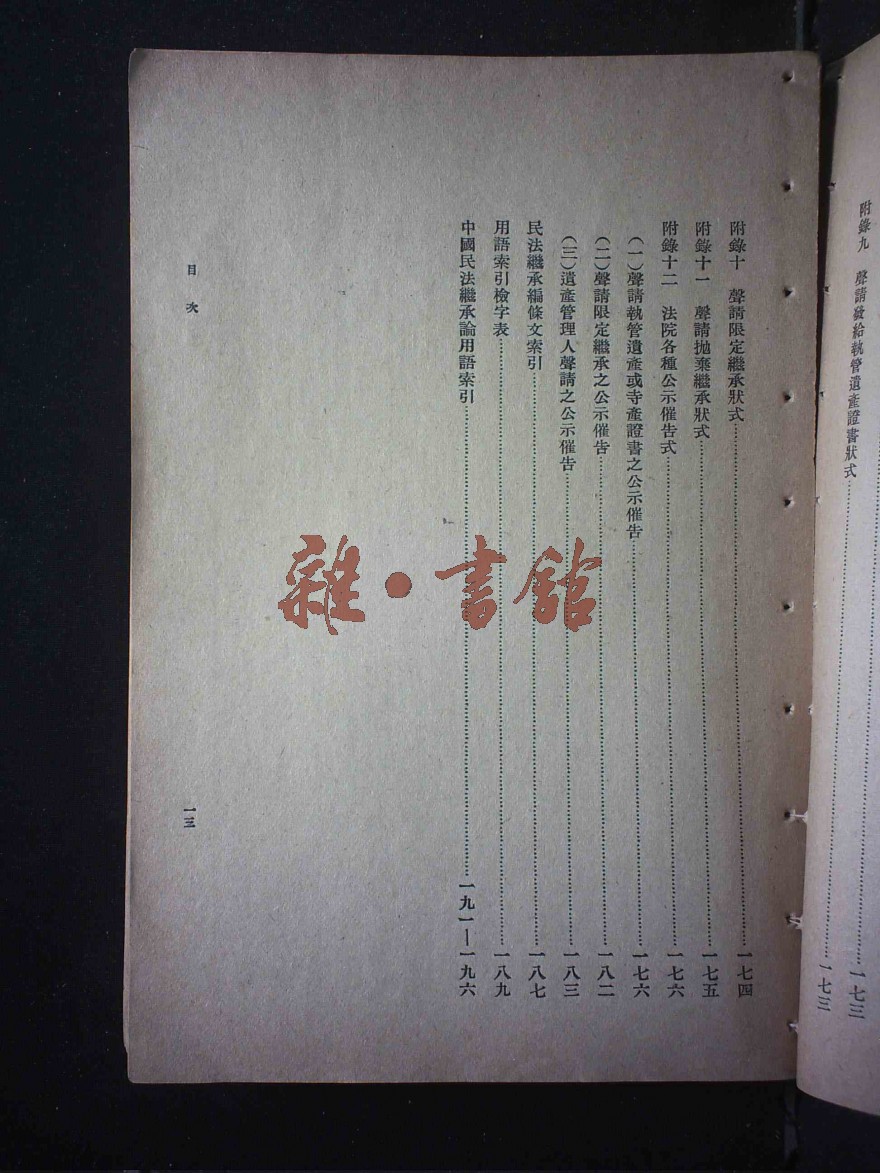 附錄九　聲請發給執管遺產證書狀式……一七三
一七三
附錄十　聲請限定繼承狀式……一七四
附錄十一　聲請拋棄繼承狀式……一七五
附錄十二　法院各種公示催告式……一七六
(一)聲請執管遺產或寺產證書之公示催告……一七六
(二)聲請限定繼承之公示催告……一八二
(三)遺產管理人聲請之公示催告……一八三
民法繼承編條文索引……一八七
用語索引檢字表……一八九
中國民法繼承論用語索引……一九一—一九六
目次
一三
雜·書館